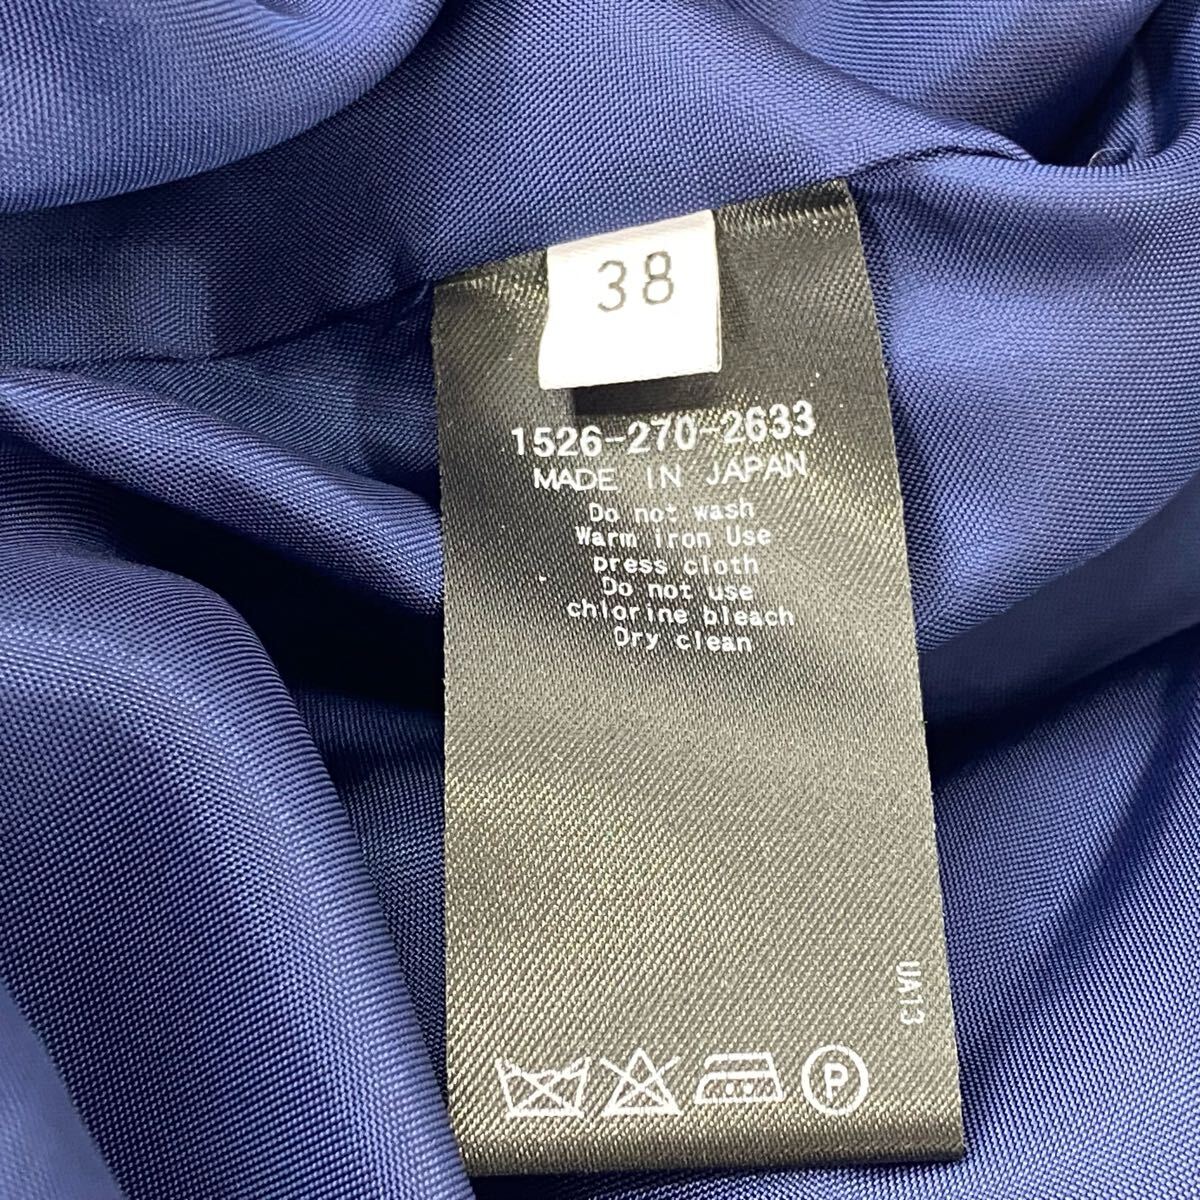 38
1526-270-2633
MADE IN JAPAN
Do not wash
Warm iron Use
press cloth
Do not use
chlorine bleach
Dry clean
UA13
P